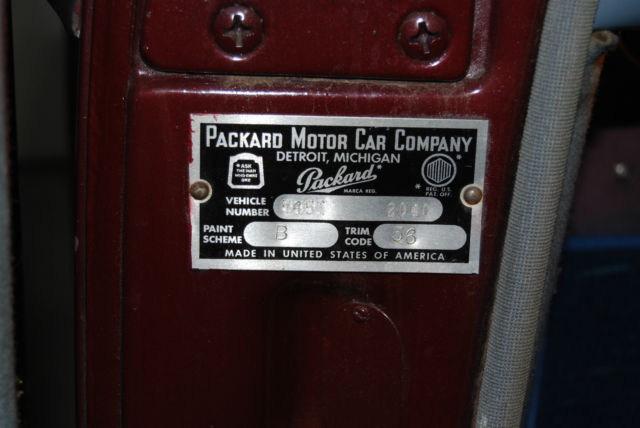 PACKARD MOTOR CAR COMPANY
DETROIT, MICHIGAN
"ASK
THE MAN
WHO OWNS
ONE
Packard*
MARCA REG.
* REG. U.S.
PAT. OFF.
VEHICLE
NUMBER
PAINT
SCHEME B
TRIM
CODE 36
MADE IN UNITED STATES OF AMERICA